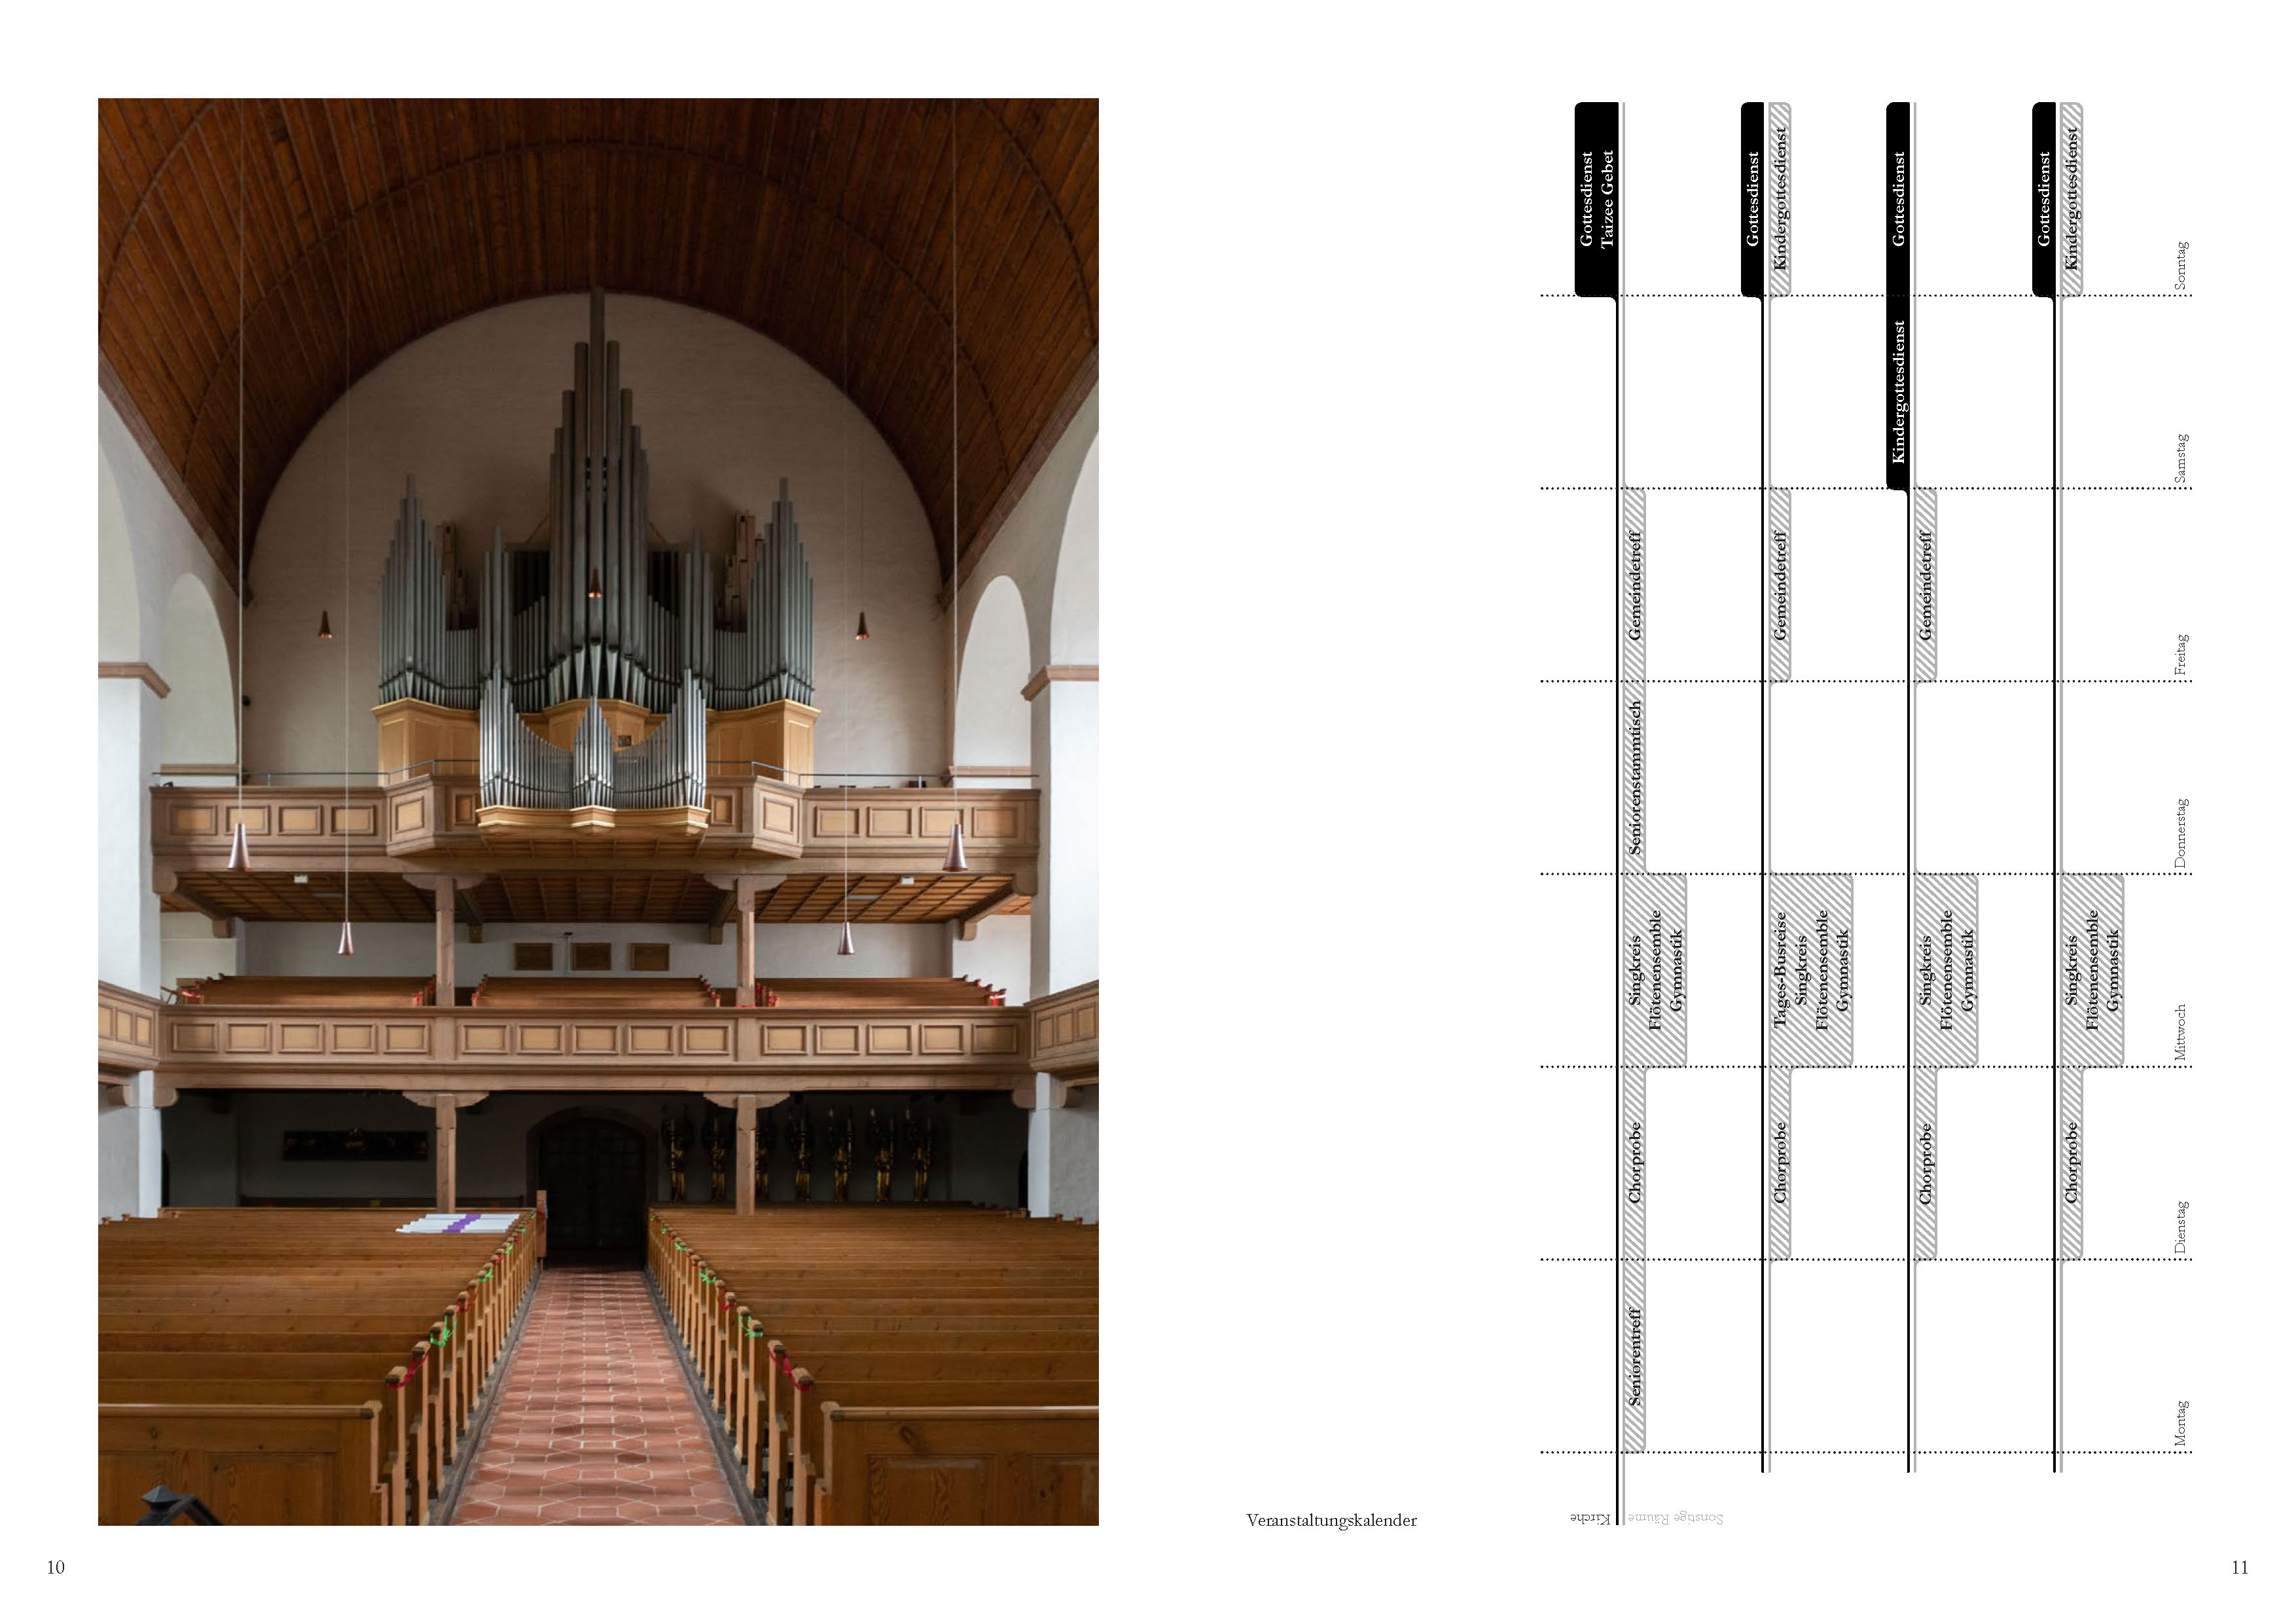 Gottesdienst
Taizee Gebet
Gemeindetreff
Seniorenstammtisch
Singkreis
Flötenensemble
Gymnastik
Chorprobe
Seniorentreff
Gottesdienst
Kindergottesdienst
Gemeindetreff
Tages-Busreise
Singkreis
Flötenensemble
Gymnastik
Chorprobe
Gottesdienst
Kindergottesdienst
Gemeindetreff
Singkreis
Flötenensemble
Gymnastik
Chorprobe
Gottesdienst
Kindergottesdienst
Singkreis
Flötenensemble
Gymnastik
Chorprobe
Sonntag
Samstag
Freitag
Donnerstag
Mittwoch
Dienstag
Montag
Veranstaltungskalender
Kirche
Sonstige Räume
10
11